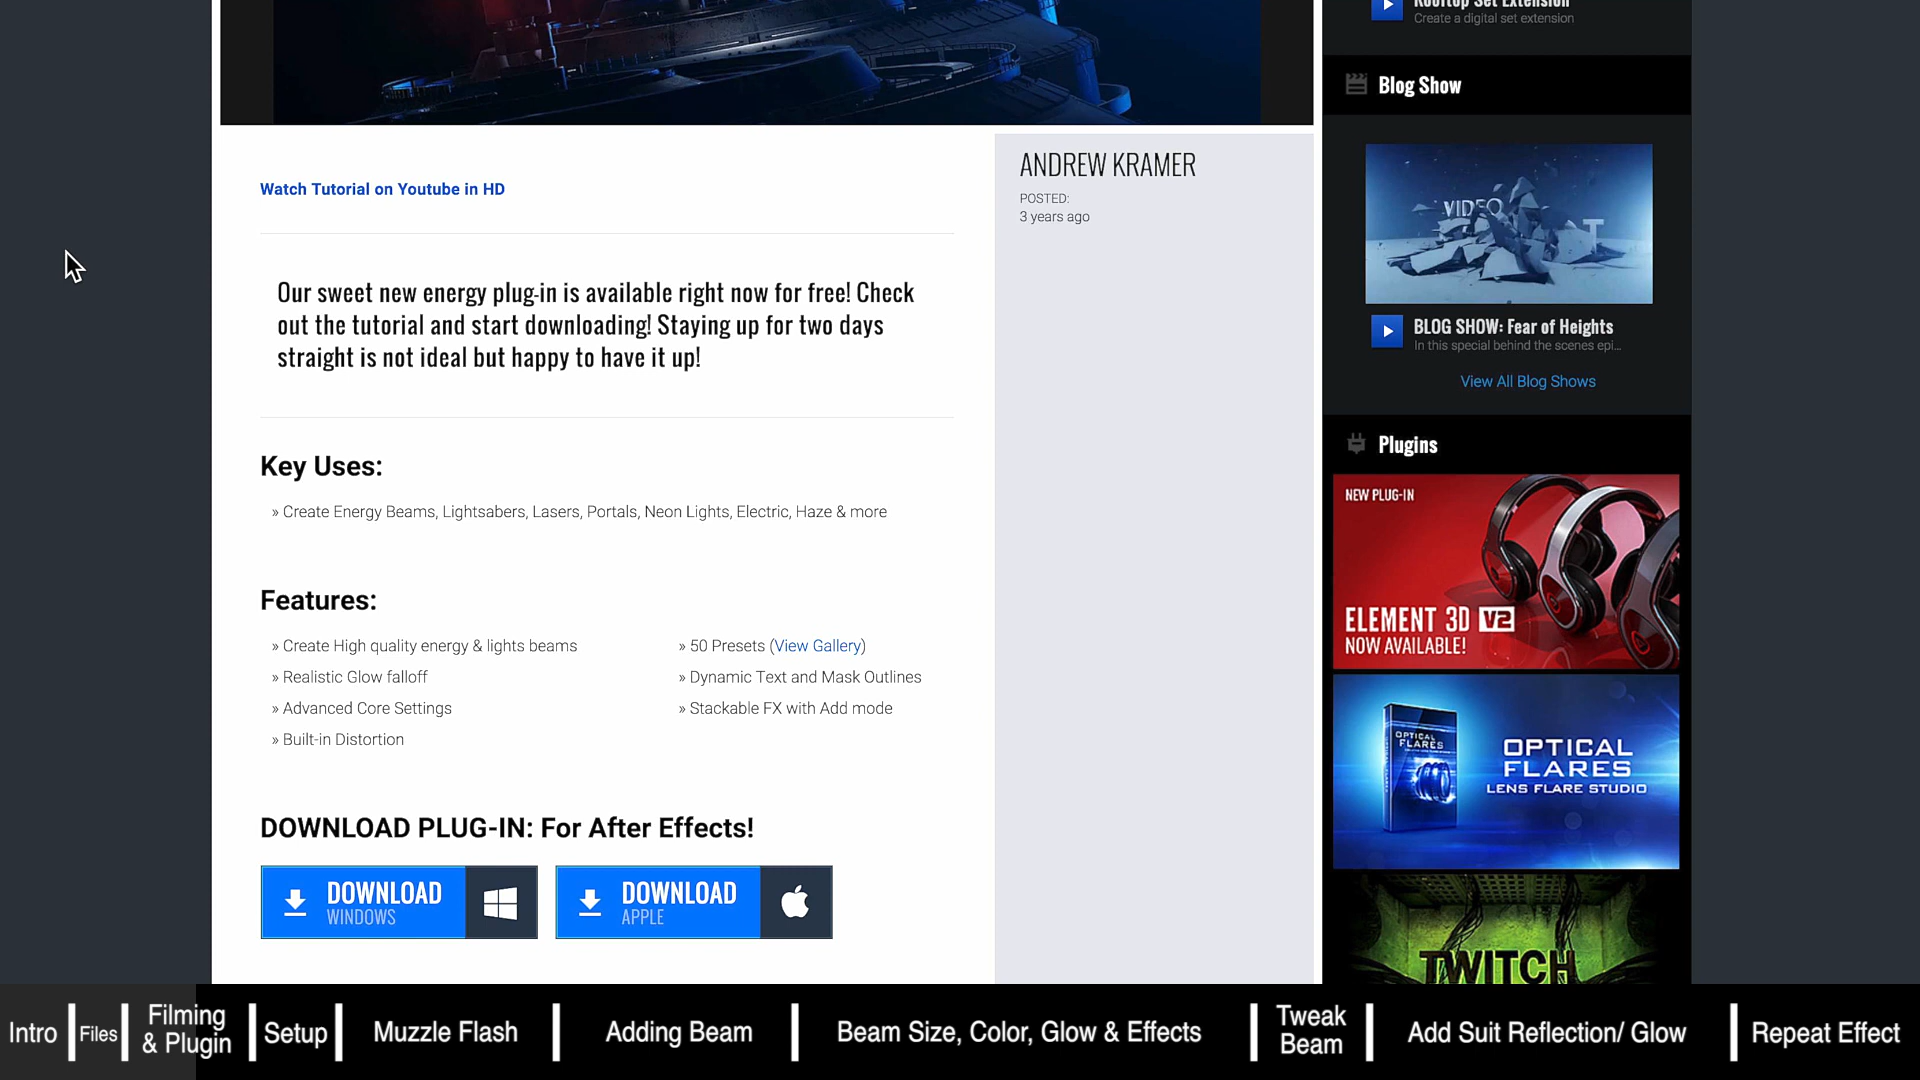 Rooftop Set Extension
Create a digital set extension
Blog Show
VIDEO
T
BLOG SHOW: Fear of Heights
In this special behind the scenes epi...
View All Blog Shows
Plugins
NEW PLUG-IN
ELEMENT 3D V2
NOW AVAILABLE!
OPTICAL
FLARES
OPTICAL
FLARES
LENS FLARE STUDIO
TWITCH
ANDREW KRAMER
POSTED:
3 years ago
Watch Tutorial on Youtube in HD
Our sweet new energy plug-in is available right now for free! Check
out the tutorial and start downloading! Staying up for two days
straight is not ideal but happy to have it up!
Key Uses:
» Create Energy Beams, Lightsabers, Lasers, Portals, Neon Lights, Electric, Haze & more
Features:
» Create High quality energy & lights beams
» Realistic Glow falloff
» Advanced Core Settings
» Built-in Distortion
» 50 Presets (View Gallery)
» Dynamic Text and Mask Outlines
» Stackable FX with Add mode
DOWNLOAD PLUG-IN: For After Effects!
DOWNLOAD
WINDOWS
DOWNLOAD
APPLE
Intro
Files
Filming
& Plugin
Setup
Muzzle Flash
Adding Beam
Beam Size, Color, Glow & Effects
Tweak
Beam
Add Suit Reflection/ Glow
Repeat Effect